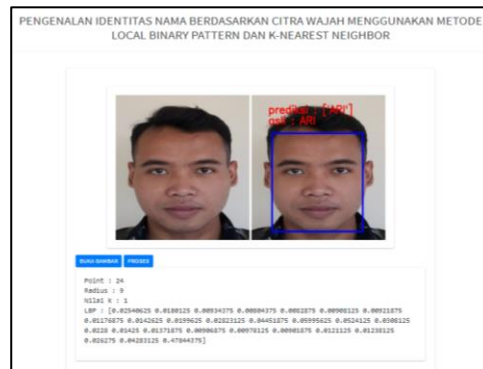 PENGENALAN IDENTITAS NAMA BERDASARKAN CITRA WAJAH MENGGUNAKAN METODE
LOCAL BINARY PATTERN DAN K-NEAREST NEIGHBOR
prediksi : ['ARI']
asli : ARI
BUKA GAMBAR PROSES
Point : 24
Radius : 9
Nilai K : 1
LBP : [0.02540625 0.0180125 0.00934375 0.00804375 0.0082875 0.00908125 0.00921875
0.01176875 0.0142625 0.0199625 0.02823125 0.04451875 0.05995625 0.0524125 0.0308125
0.0228 0.01425 0.01371875 0.00906875 0.00978125 0.00901875 0.0121125 0.01238125
0.026275 0.04283125 0.47844375]